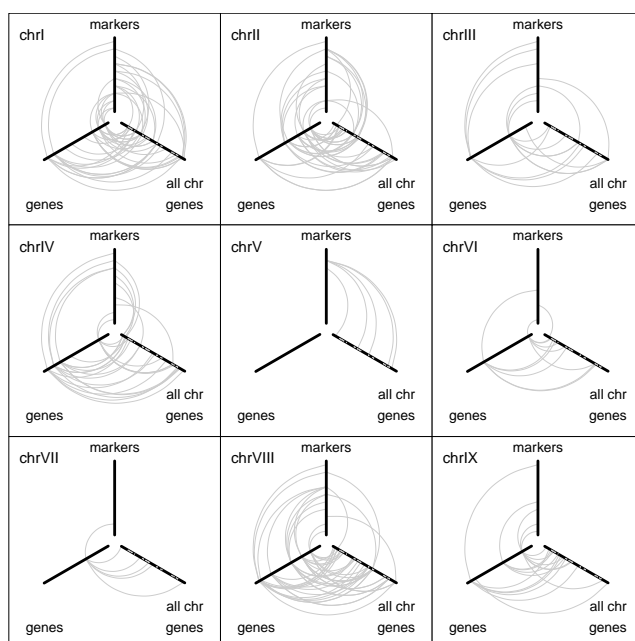 chrI
markers
genes
all chr
genes
chrII
markers
genes
all chr
genes
chrIII
markers
genes
all chr
genes
chrIV
markers
genes
all chr
genes
chrV
markers
genes
all chr
genes
chrVI
markers
genes
all chr
genes
chrVII
markers
genes
all chr
genes
chrVIII
markers
genes
all chr
genes
chrIX
markers
genes
all chr
genes